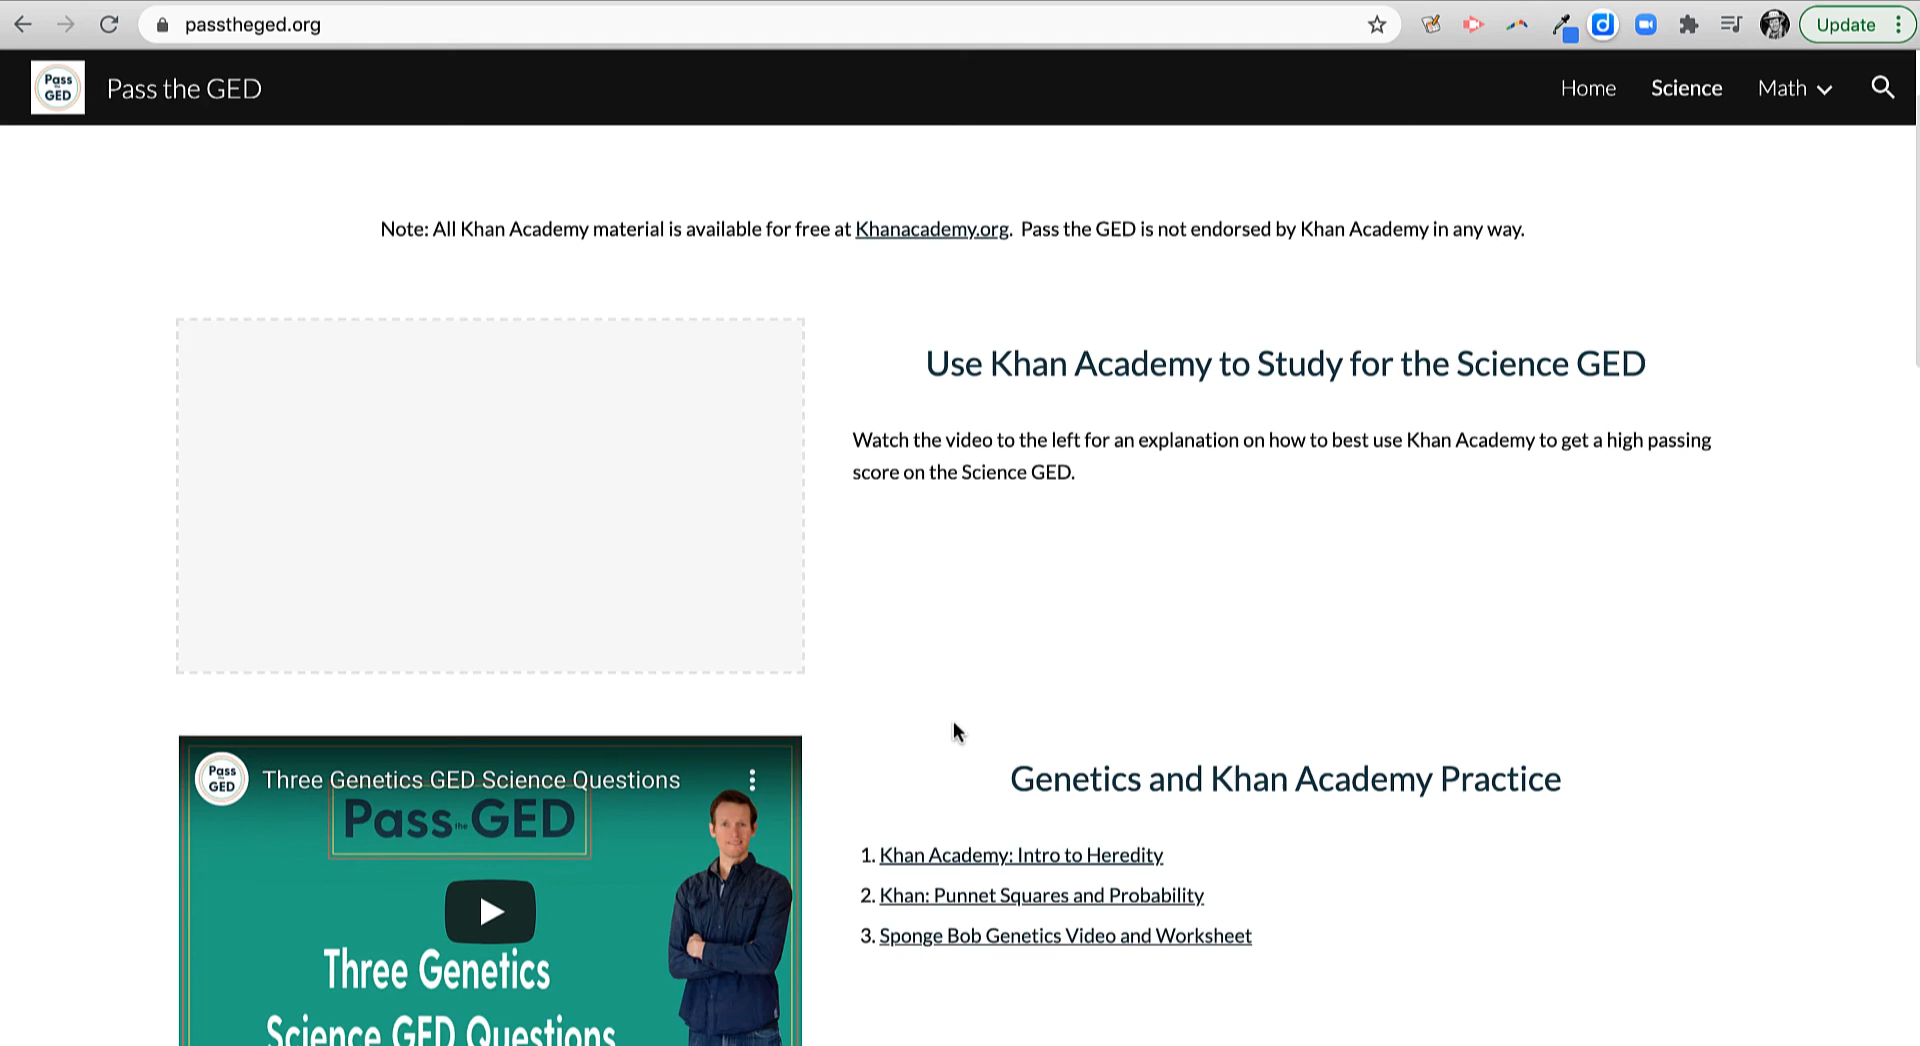 passtheged.org
Update
Pass
the
GED
Pass the GED
Home
Science
Math
Note: All Khan Academy material is available for free at Khanacademy.org. Pass the GED is not endorsed by Khan Academy in any way.
Use Khan Academy to Study for the Science GED
Watch the video to the left for an explanation on how to best use Khan Academy to get a high passing
score on the Science GED.
Pass
the
GED
Three Genetics GED Science Questions
Pass the GED
Three Genetics
Science GED Questions
Genetics and Khan Academy Practice
1. Khan Academy: Intro to Heredity
2. Khan: Punnet Squares and Probability
3. Sponge Bob Genetics Video and Worksheet